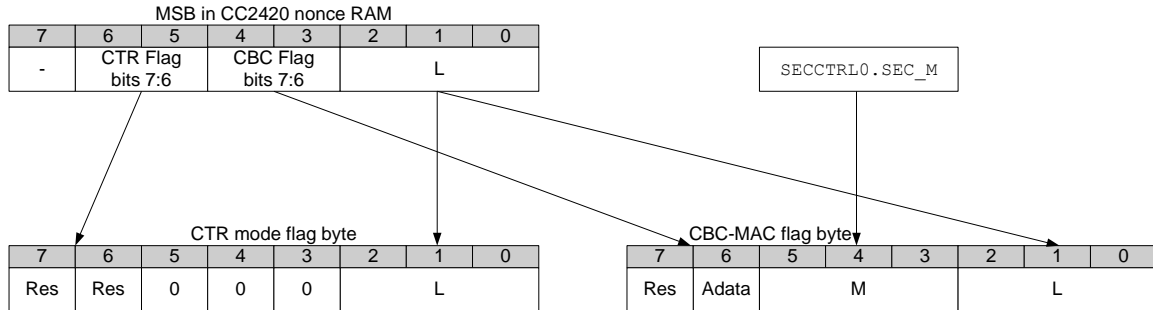 MSB in CC2420 nonce RAM
7 6 5 4 3 2 1 0
- CTR Flag bits 7:6 CBC Flag bits 7:6 L
SECCTRL0.SEC_M
CTR mode flag byte
7 6 5 4 3 2 1 0
Res Res 0 0 0 L
CBC-MAC flag byte
7 6 5 4 3 2 1 0
Res Adata M L